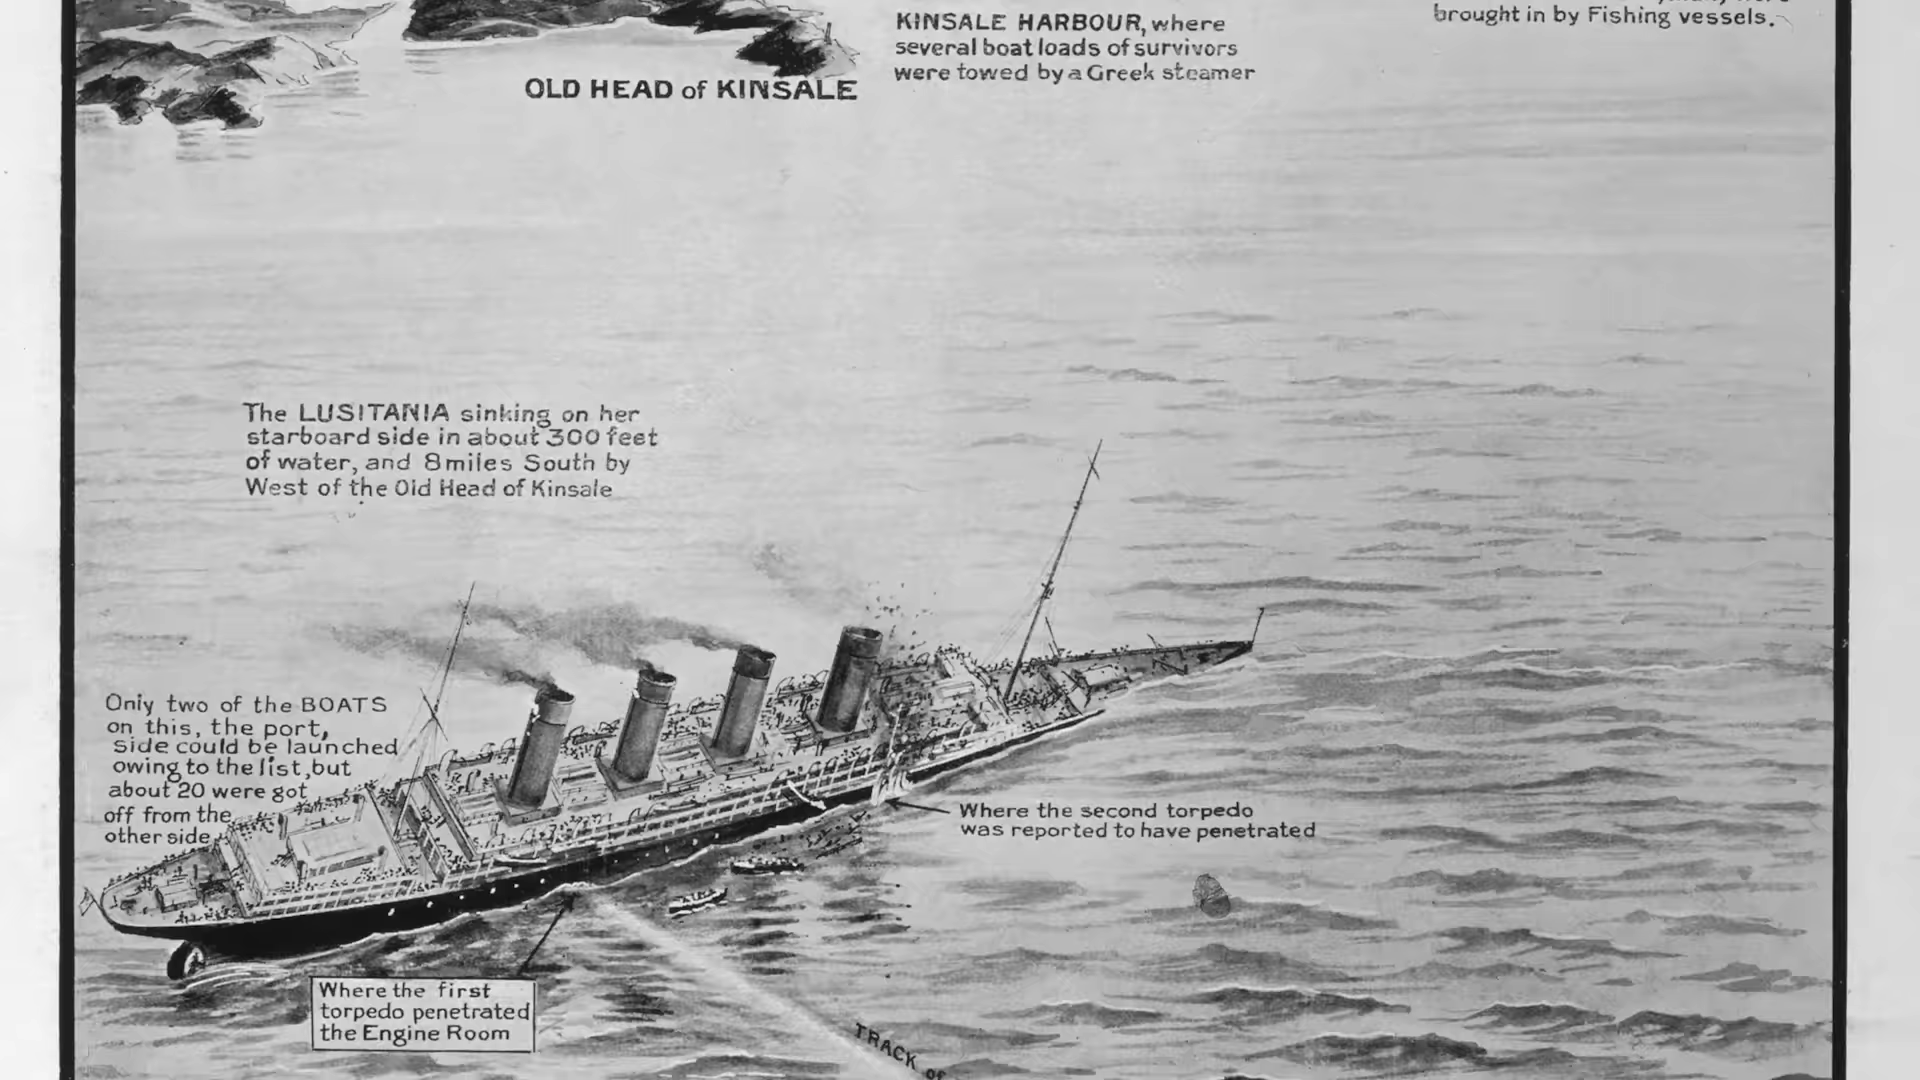 KINSALE HARBOUR, where
several boat loads of survivors
were towed by a Greek steamer
brought in by Fishing vessels.
OLD HEAD of KINSALE
The LUSITANIA sinking on her
starboard side in about 300 feet
of water, and 8 miles South by
West of the Old Head of Kinsale
Only two of the BOATS
on this, the port,
side could be launched
owing to the list, but
about 20 were got
off from the
other side
Where the second torpedo
was reported to have penetrated
Where the first
torpedo penetrated
the Engine Room
TRACK of